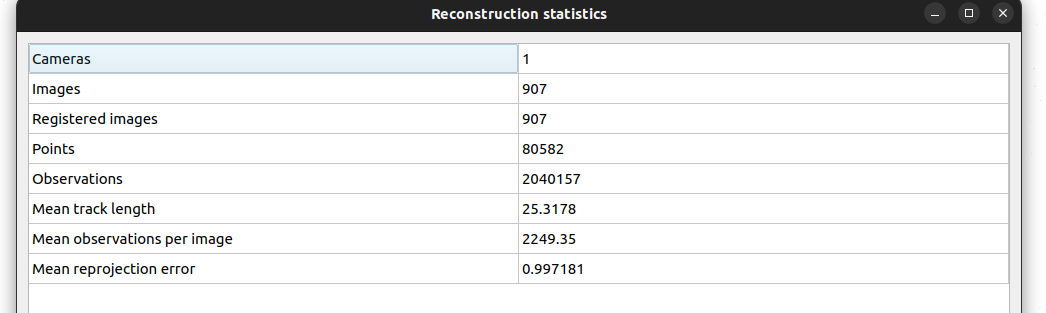 Reconstruction statistics
Cameras 1
Images 907
Registered images 907
Points 80582
Observations 2040157
Mean track length 25.3178
Mean observations per image 2249.35
Mean reprojection error 0.997181